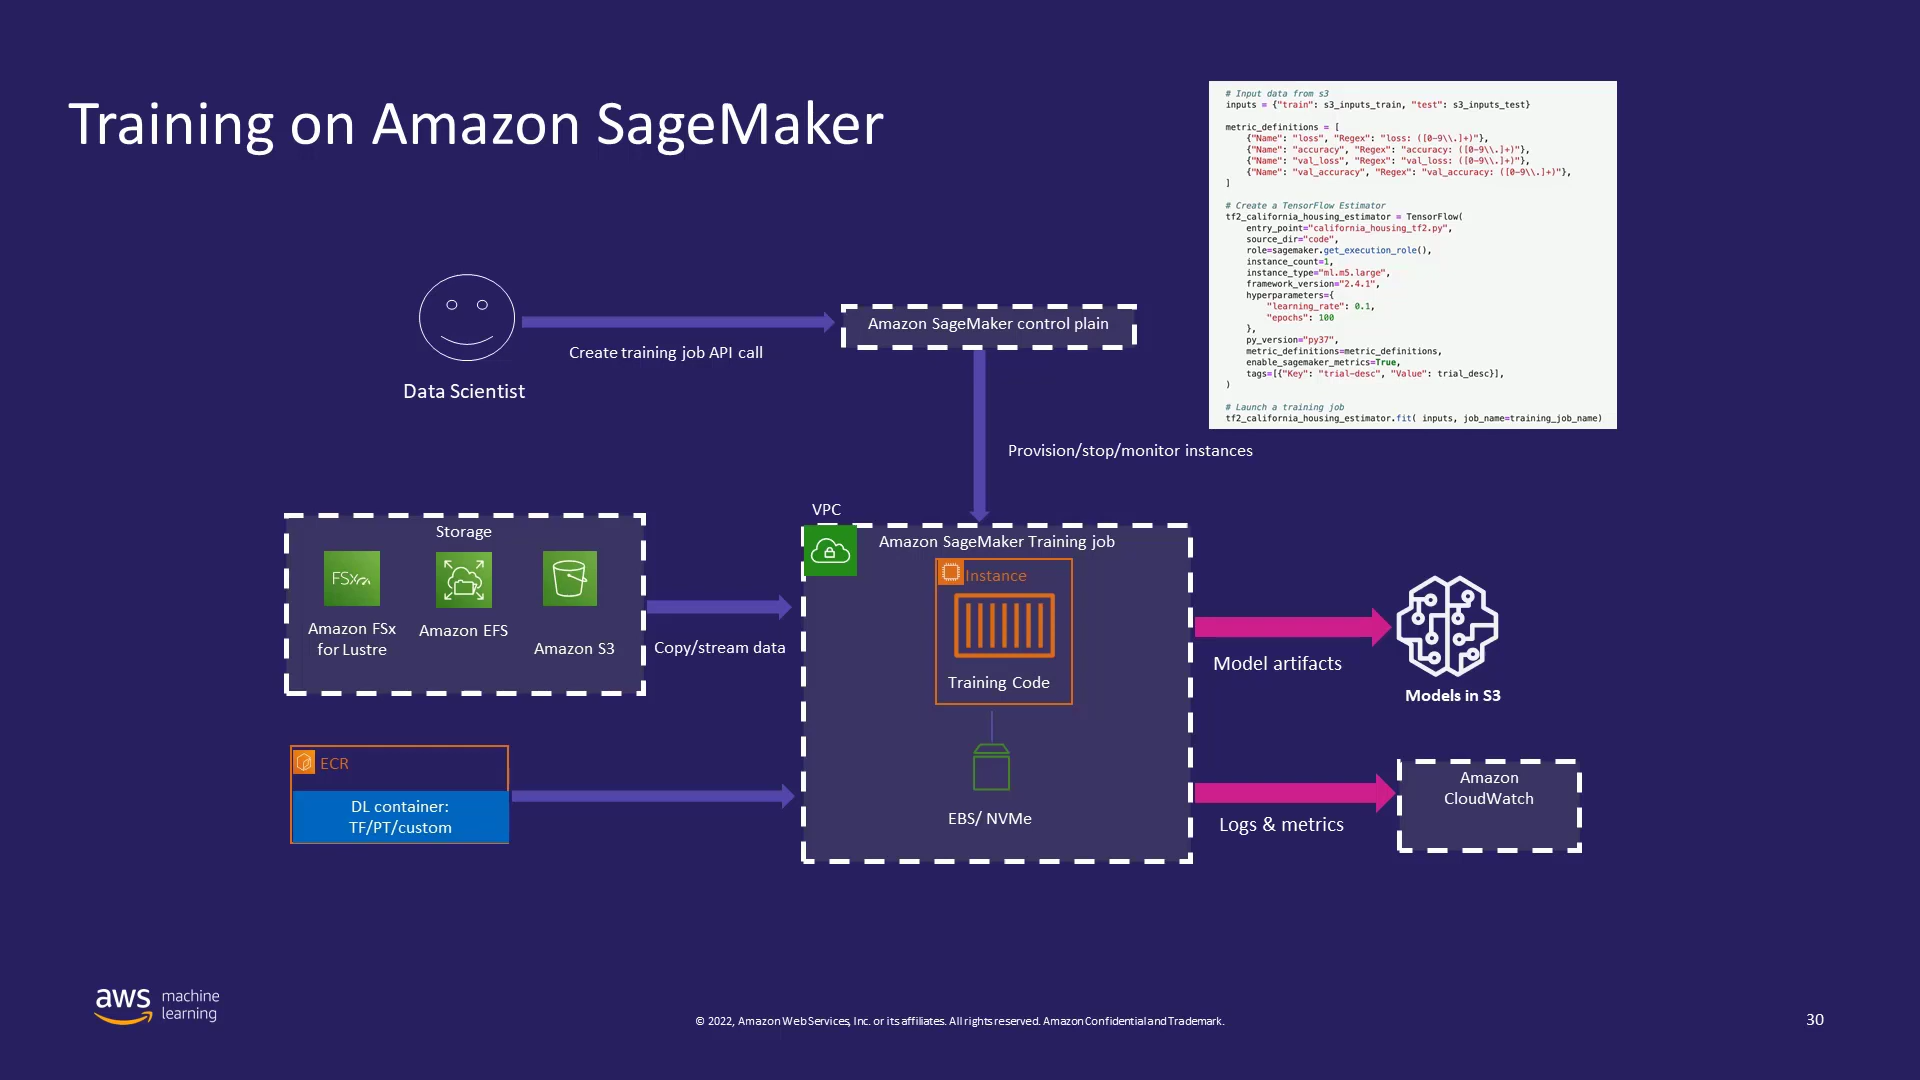 Training on Amazon SageMaker
# Input data from s3
inputs = {"train": s3_inputs_train, "test": s3_inputs_test}
metric_definitions = [
{"Name": "loss", "Regex": "loss: ([0-9\\.]+)"},
{"Name": "accuracy", "Regex": "accuracy: ([0-9\\.]+)"},
{"Name": "val_loss", "Regex": "val_loss: ([0-9\\.]+)"},
{"Name": "val_accuracy", "Regex": "val_accuracy: ([0-9\\.]+)"},
]
# Create a TensorFlow Estimator
tf2_california_housing_estimator = TensorFlow(
entry_point="california_housing_tf2.py",
source_dir="code",
role=sagemaker.get_execution_role(),
instance_count=1,
instance_type="ml.m5.large",
framework_version="2.4.1",
hyperparameters={
"learning_rate": 0.1,
"epochs": 100
},
py_version="py37",
metric_definitions=metric_definitions,
enable_sagemaker_metrics=True,
tags=[{"Key": "trial-desc", "Value": trial_desc}],
)
# Launch a training job
tf2_california_housing_estimator.fit( inputs, job_name=training_job_name)
Data Scientist
Create training job API call
Amazon SageMaker control plain
Provision/stop/monitor instances
Storage
FSx
Amazon FSx
for Lustre
Amazon EFS
Amazon S3
Copy/stream data
ECR
DL container:
TF/PT/custom
VPC
Amazon SageMaker Training job
Instance
Training Code
EBS/ NVMe
Model artifacts
Models in S3
Logs & metrics
Amazon
CloudWatch
aws machine
learning
© 2022, Amazon Web Services, Inc. or its affiliates. All rights reserved. Amazon Confidential and Trademark.
30